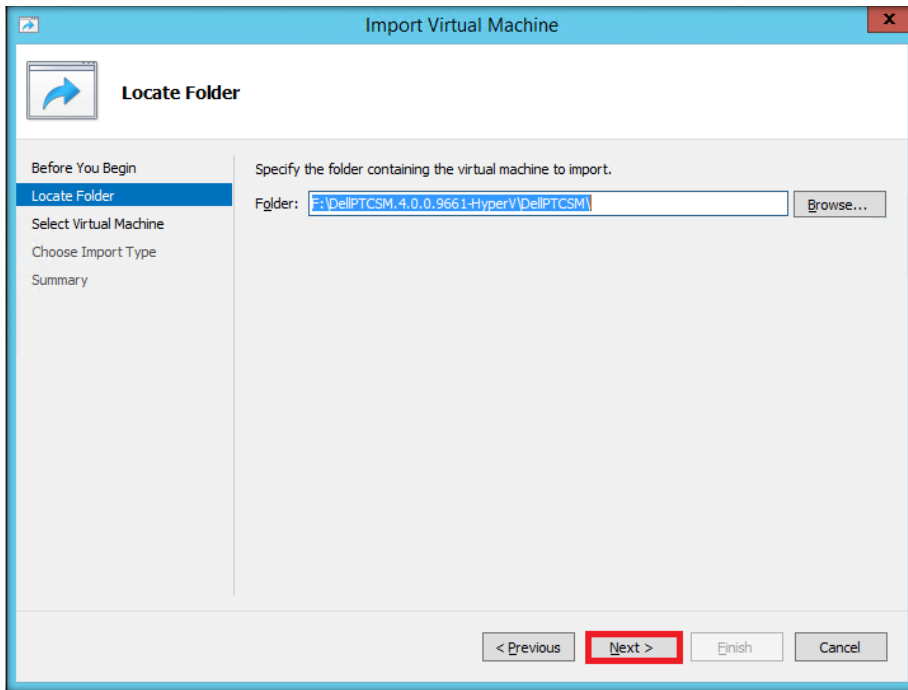 Import Virtual Machine
x
Locate Folder
Before You Begin
Locate Folder
Select Virtual Machine
Choose Import Type
Summary
Specify the folder containing the virtual machine to import.
Folder: F:\DellPTCSM.4.0.0.9661-HyperV\DellPTCSM\ Browse...
< Previous Next > Finish Cancel